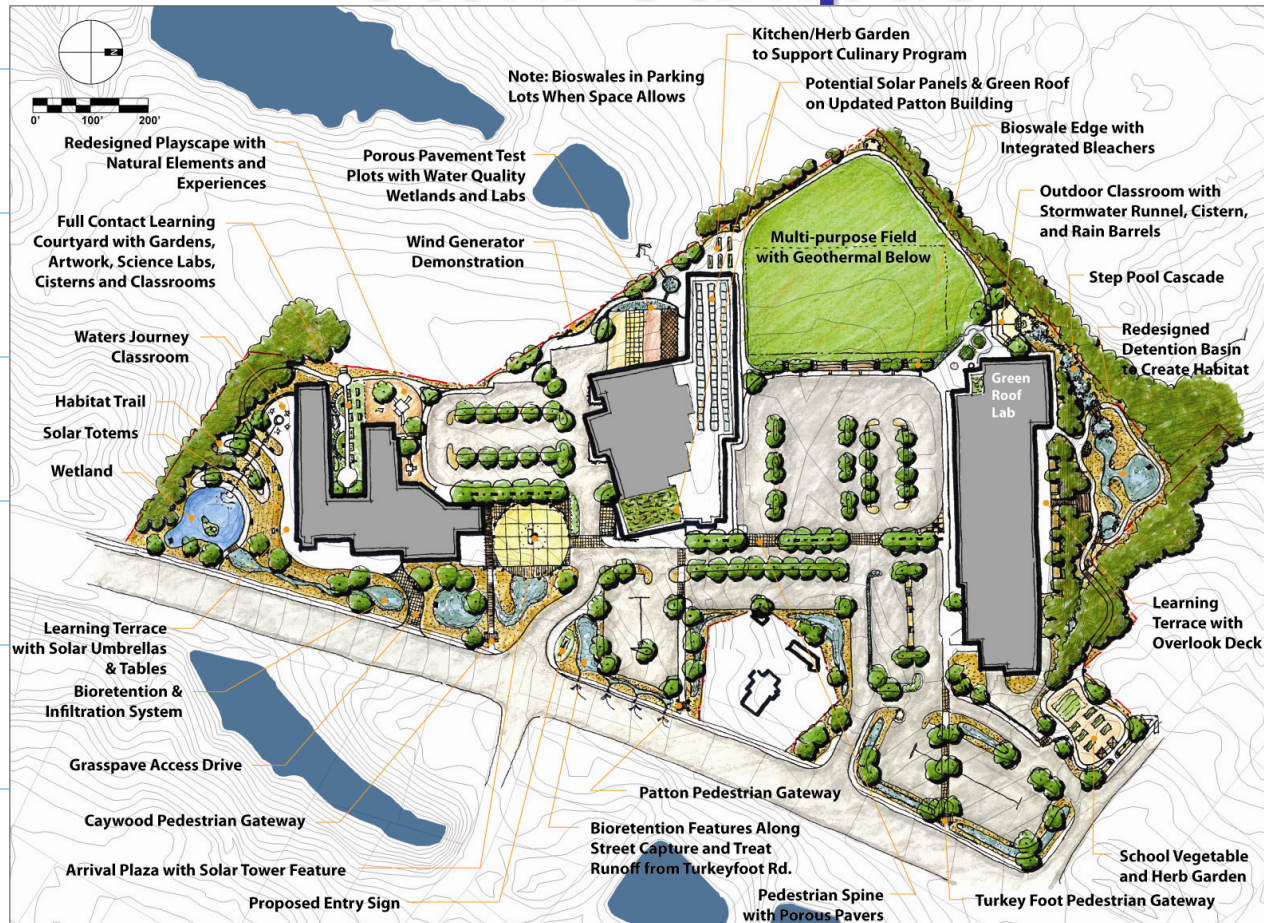 N
0' 100' 200'
Kitchen/Herb Garden
to Support Culinary Program
Note: Bioswales in Parking
Lots When Space Allows
Potential Solar Panels & Green Roof
on Updated Patton Building
Bioswale Edge with
Integrated Bleachers
Redesigned Playscape with
Natural Elements and
Experiences
Porous Pavement Test
Plots with Water Quality
Wetlands and Labs
Outdoor Classroom with
Stormwater Runnel, Cistern,
and Rain Barrels
Full Contact Learning
Courtyard with Gardens,
Artwork, Science Labs,
Cisterns and Classrooms
Wind Generator
Demonstration
Multi-purpose Field
with Geothermal Below
Step Pool Cascade
Waters Journey
Classroom
Redesigned
Detention Basin
to Create Habitat
Green
Roof
Lab
Habitat Trail
Solar Totems
Wetland
Learning Terrace
with Solar Umbrellas
& Tables
Learning
Terrace with
Overlook Deck
Bioretention &
Infiltration System
Grasspave Access Drive
Patton Pedestrian Gateway
Caywood Pedestrian Gateway
Bioretention Features Along
Street Capture and Treat
Runoff from Turkeyfoot Rd.
Arrival Plaza with Solar Tower Feature
School Vegetable
and Herb Garden
Proposed Entry Sign
Pedestrian Spine
with Porous Pavers
Turkey Foot Pedestrian Gateway